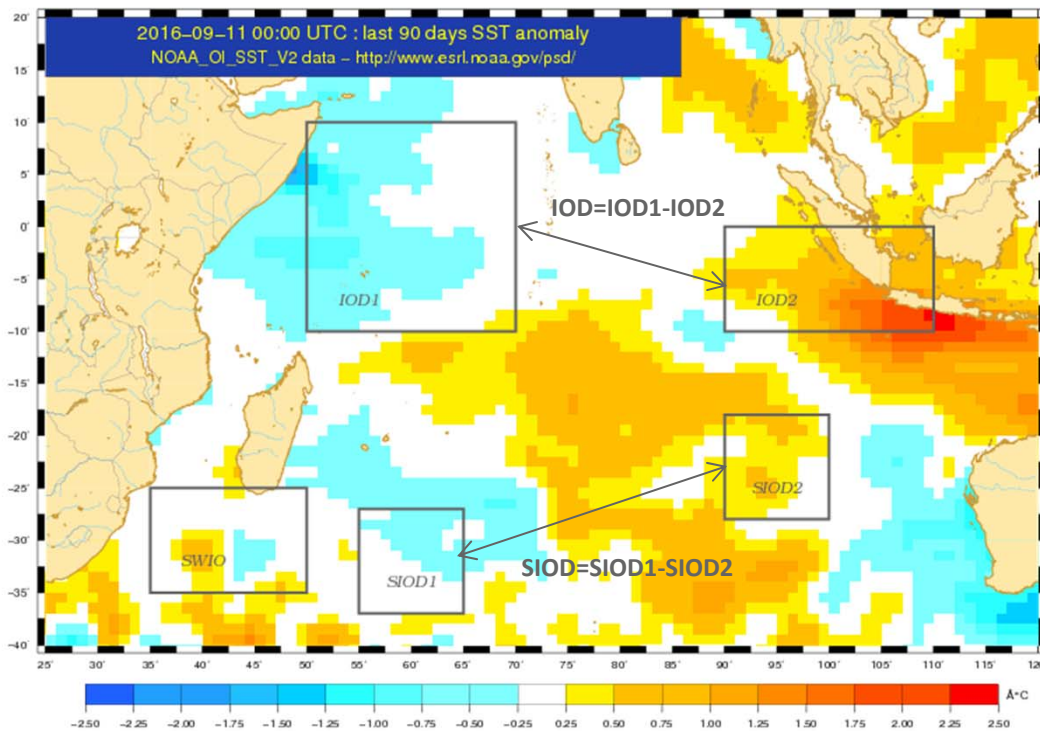 2016-09-11 00:00 UTC : last 90 days SST anomaly
NOAA_OI_SST_V2 data – http://www.esrl.noaa.gov/psd/
20°
15°
10°
5°
0°
-5°
-10°
-15°
-20°
-25°
-30°
-35°
-40°
IOD=IOD1-IOD2
IOD1
IOD2
SIOD2
SWIO
SIOD1
SIOD=SIOD1-SIOD2
25° 30° 35° 40° 45° 50° 55° 60° 65° 70° 75° 80° 85° 90° 95° 100° 105° 110° 115° 120
-2.50 -2.25 -2.00 -1.75 -1.25 -1.00 -0.75 -0.50 -0.25 0.25 0.50 0.75 1.00 1.25 1.50 1.75 2.00 2.25 2.50 Å°C